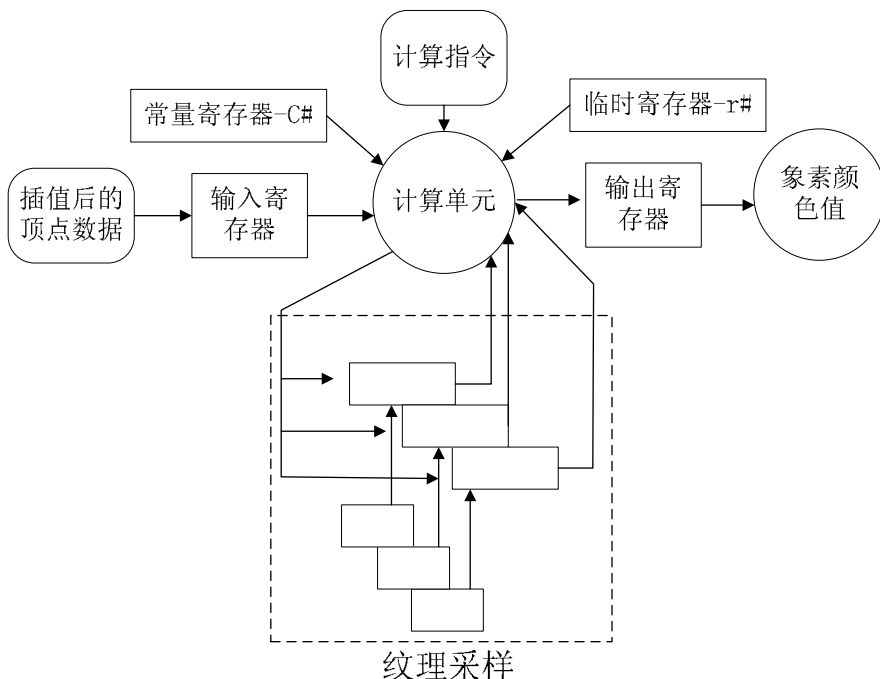 计算指令
常量寄存器-C#
临时寄存器-r#
插值后的
顶点数据
输入寄
存器
计算单元
输出寄
存器
象素颜
色值
纹理采样